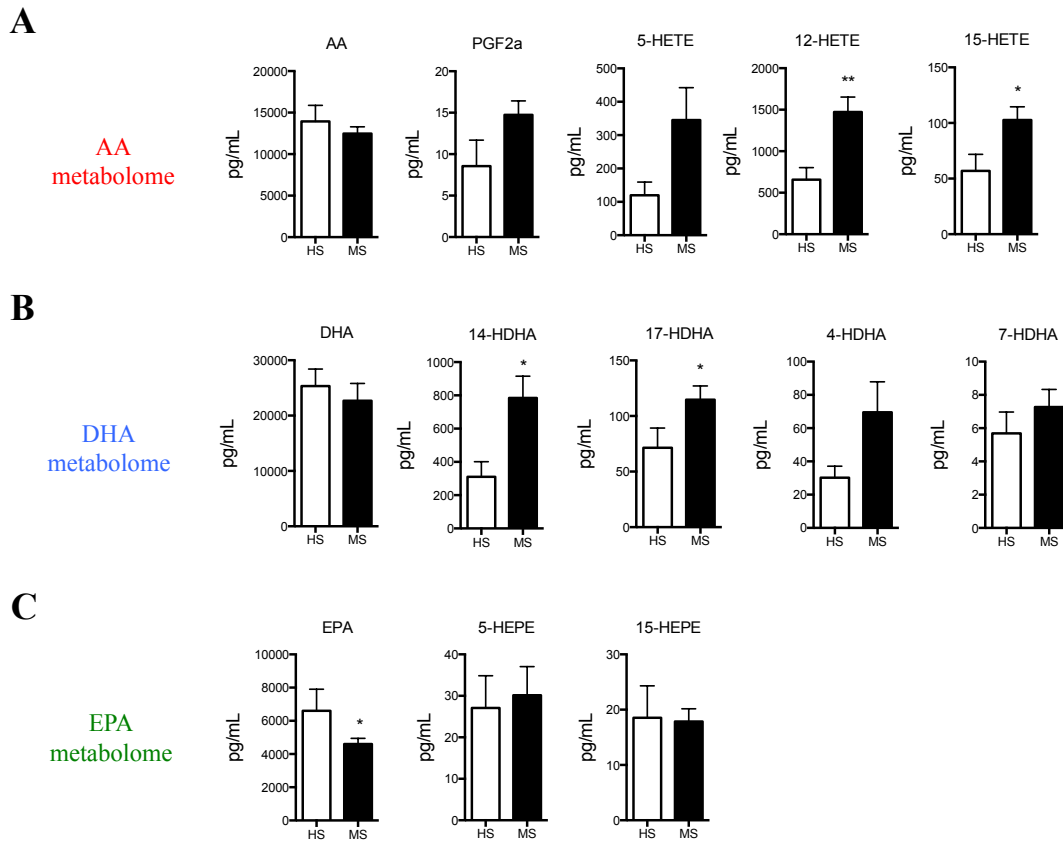 A
AA
metabolome
AA
20000
15000
10000
5000
0
pg/mL
HS MS
PGF2a
20
15
10
5
0
pg/mL
HS MS
5-HETE
500
400
300
200
100
0
pg/mL
HS MS
12-HETE
2000
1500
1000
500
0
pg/mL
**
HS MS
15-HETE
150
100
50
0
pg/mL
*
HS MS
B
DHA
metabolome
DHA
30000
20000
10000
0
pg/mL
HS MS
14-HDHA
1000
800
600
400
200
0
pg/mL
*
HS MS
17-HDHA
150
100
50
0
pg/mL
*
HS MS
4-HDHA
100
80
60
40
20
0
pg/mL
HS MS
7-HDHA
10
8
6
4
2
0
pg/mL
HS MS
C
EPA
metabolome
EPA
10000
8000
6000
4000
2000
0
pg/mL
*
HS MS
5-HEPE
40
30
20
10
0
pg/mL
HS MS
15-HEPE
30
20
10
0
pg/mL
HS MS